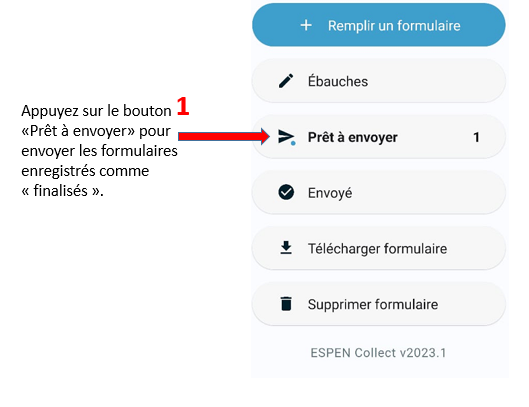 Appuyez sur le bouton 1
«Prêt à envoyer» pour
envoyer les formulaires
enregistrés comme
« finalisés ».
+ Remplir un formulaire
Ébauches
Prêt à envoyer 1
Envoyé
Télécharger formulaire
Supprimer formulaire
ESPEN Collect v2023.1